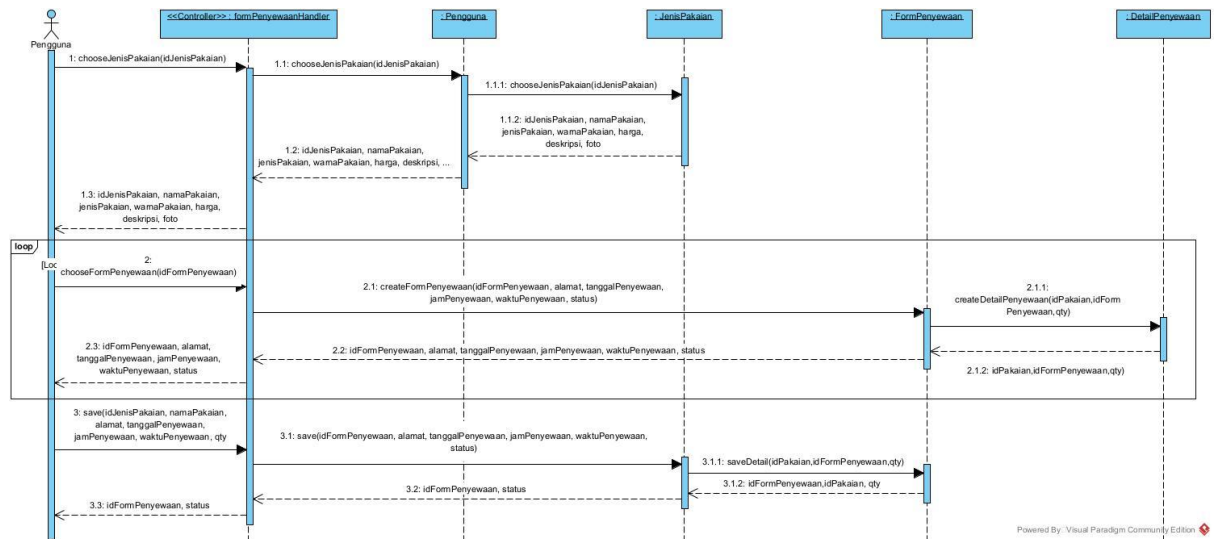 <<Controller>> : formPenyewaanHandler
: Pengguna
: JenisPakaian
: FormPenyewaan
: DetailPenyewaan
Pengguna
1: chooseJenisPakaian(idJenisPakaian)
1.1: chooseJenisPakaian(idJenisPakaian)
1.1.1: chooseJenisPakaian(idJenisPakaian)
1.1.2: idJenisPakaian, namaPakaian,
jenisPakaian, warnaPakaian, harga,
deskripsi, foto
1.2: idJenisPakaian, namaPakaian,
jenisPakaian, warnaPakaian, harga, deskripsi, ...
1.3: idJenisPakaian, namaPakaian,
jenisPakaian, warnaPakaian, harga,
deskripsi, foto
loop
2:
chooseFormPenyewaan(idFormPenyewaan)
2.1: createFormPenyewaan(idFormPenyewaan, alamat, tanggalPenyewaan,
jamPenyewaan, waktuPenyewaan, status)
2.1.1:
createDetailPenyewaan(idPakaian,idForm
Penyewaan,qty)
2.1.2: idPakaian,idFormPenyewaan,qty)
2.2: idFormPenyewaan, alamat, tanggalPenyewaan, jamPenyewaan, waktuPenyewaan, status
2.3: idFormPenyewaan, alamat,
tanggalPenyewaan, jamPenyewaan,
waktuPenyewaan, status
3: save(idJenisPakaian, namaPakaian,
alamat, tanggalPenyewaan,
jamPenyewaan, waktuPenyewaan, qty
3.1: save(idFormPenyewaan, alamat, tanggalPenyewaan, jamPenyewaan, waktuPenyewaan,
status)
3.1.1: saveDetail(idPakaian,idFormPenyewaan,qty)
3.1.2: idFormPenyewaan,idPakaian, qty
3.2: idFormPenyewaan, status
3.3: idFormPenyewaan, status
Powered By: Visual Paradigm Community Edition